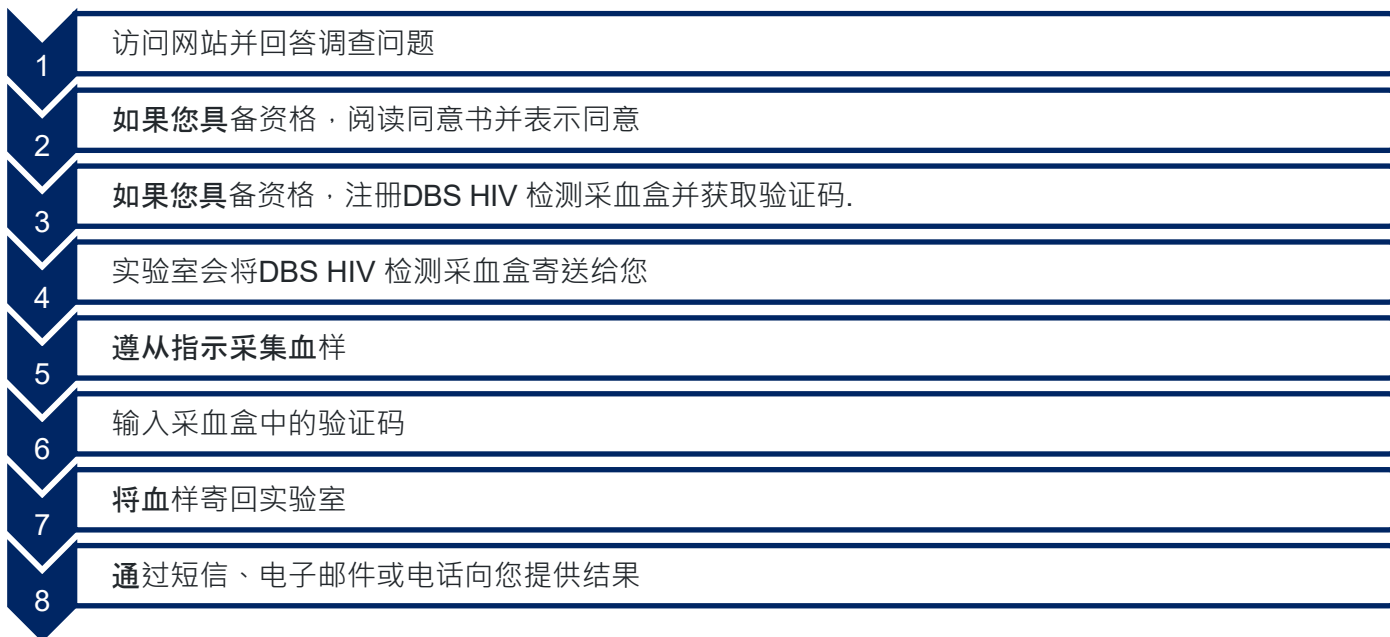 1 访问网站并回答调查问题
2 如果您具备资格，阅读同意书并表示同意
3 如果您具备资格，注册DBS HIV 检测采血盒并获取验证码.
4 实验室会将DBS HIV 检测采血盒寄送给您
5 遵从指示采集血样
6 输入采血盒中的验证码
7 将血样寄回实验室
8 通过短信、电子邮件或电话向您提供结果